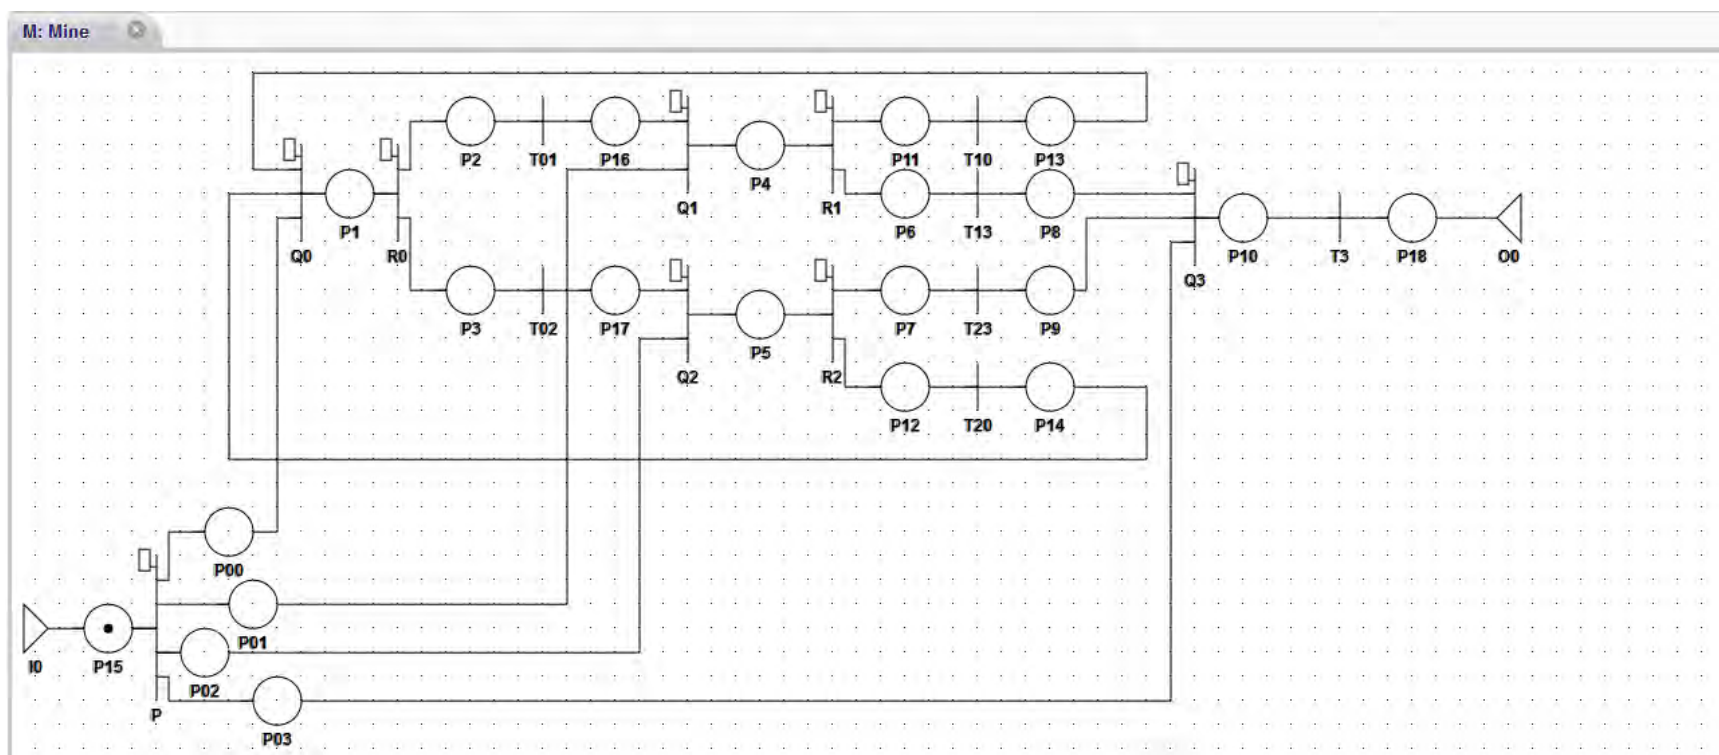 M: Mine
P2 T01 P16 P4 P11 T10 P13
Q0 P1 R0 Q1 R1 P6 T13 P8
Q3 P10 T3 P18 O0
P3 T02 P17 P5 P7 T23 P9
Q2 R2 P12 T20 P14
P00
P01
I0 P15 P02
P P03